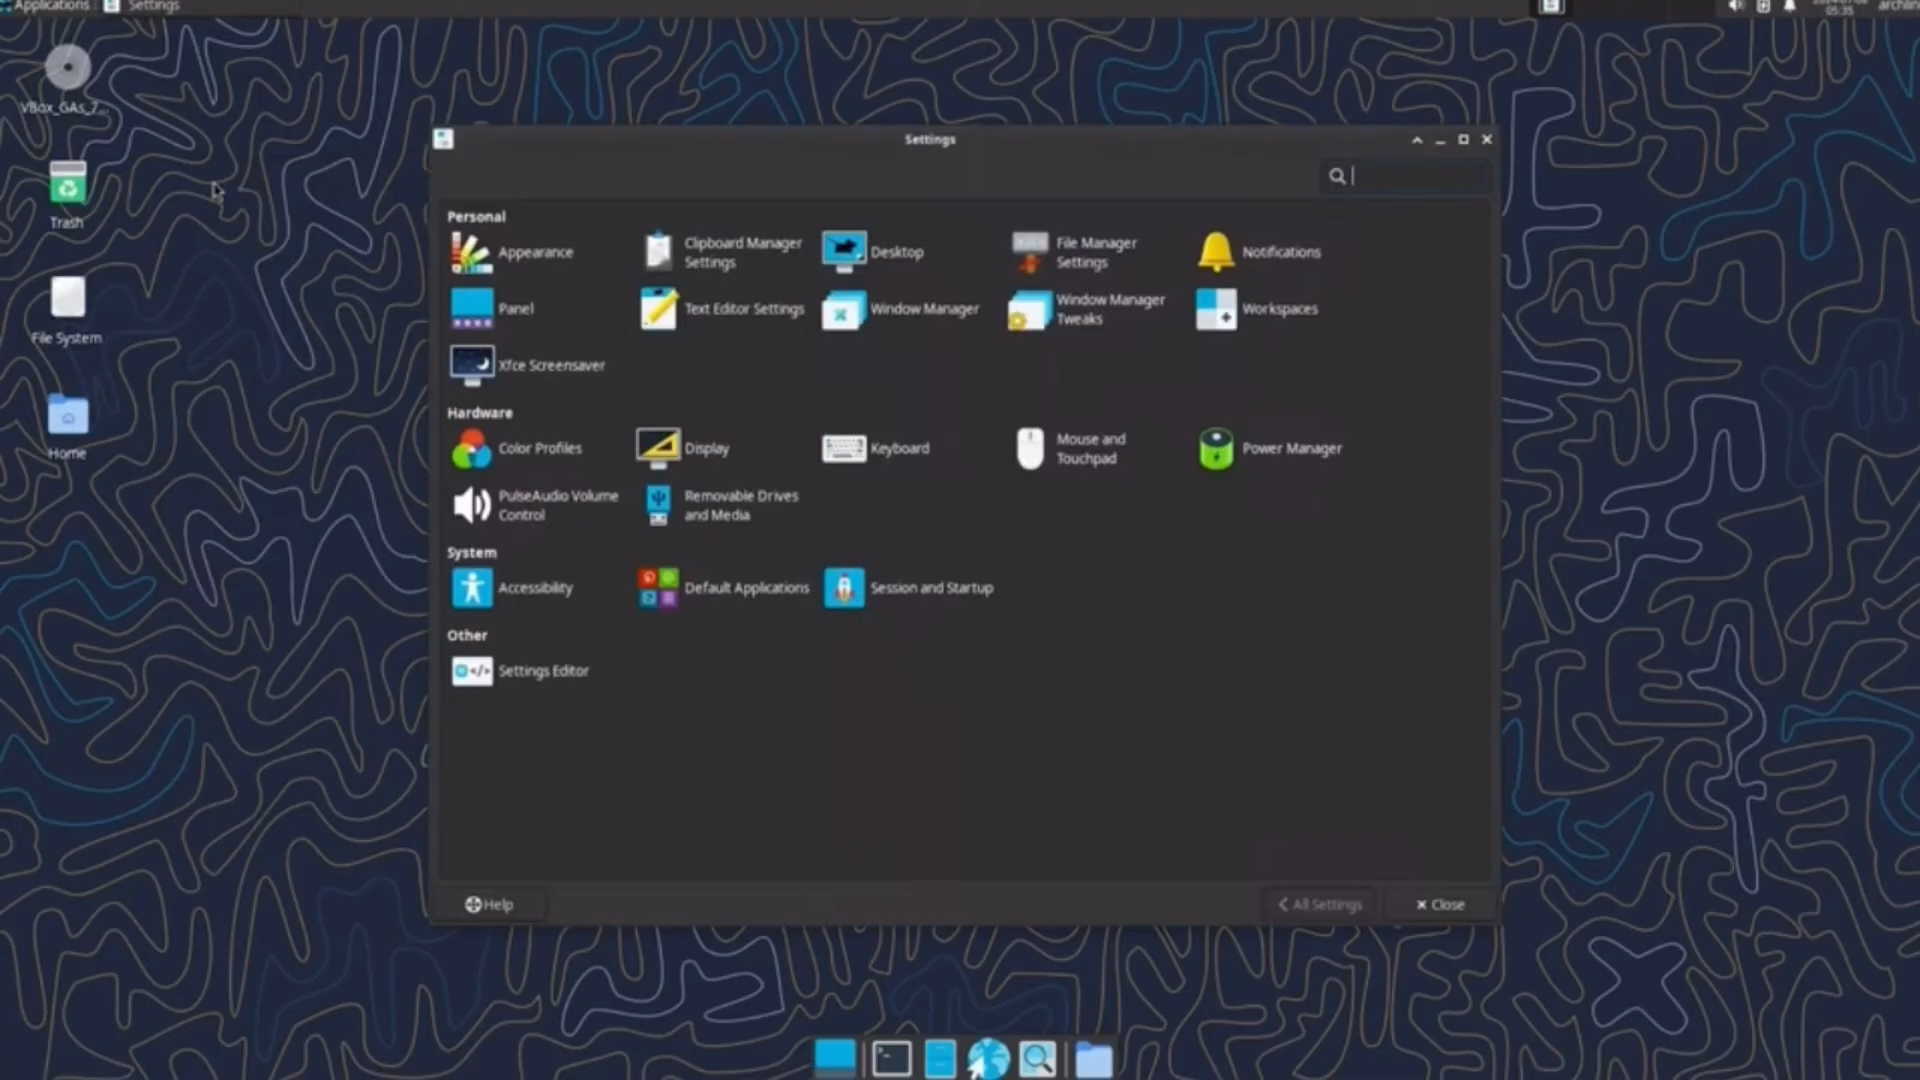 Applications
Settings
05:35
VBox_GAs_7...
Trash
File System
Home
Settings
Personal
Appearance
Clipboard Manager
Settings
Desktop
File Manager
Settings
Notifications
Panel
Text Editor Settings
Window Manager
Window Manager
Tweaks
Workspaces
Xfce Screensaver
Hardware
Color Profiles
Display
Keyboard
Mouse and
Touchpad
Power Manager
PulseAudio Volume
Control
Removable Drives
and Media
System
Accessibility
Default Applications
Session and Startup
Other
Settings Editor
Help
All Settings
Close